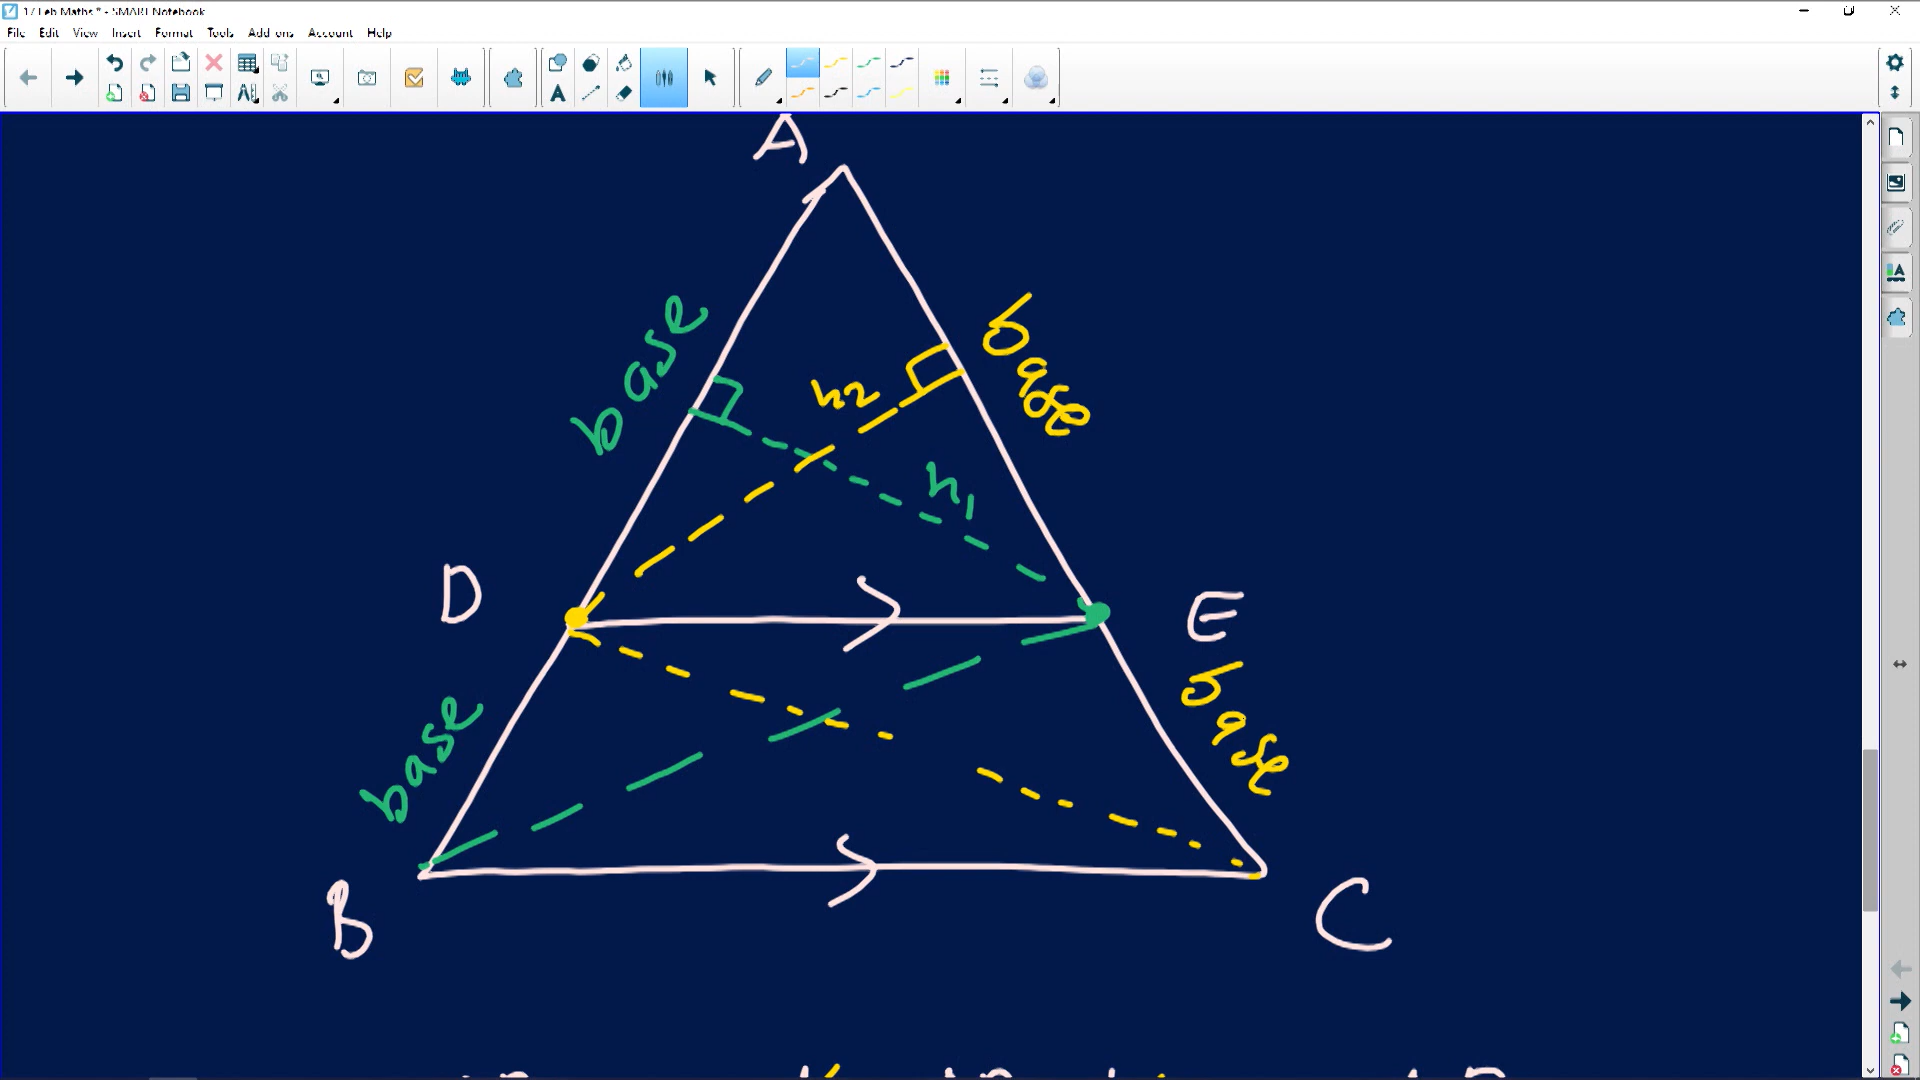 17 Feb Maths * - SMART Notebook
File Edit View Insert Format Tools Add-ons Account Help
A
base
base
h2
h1
D
E
base
base
B
C